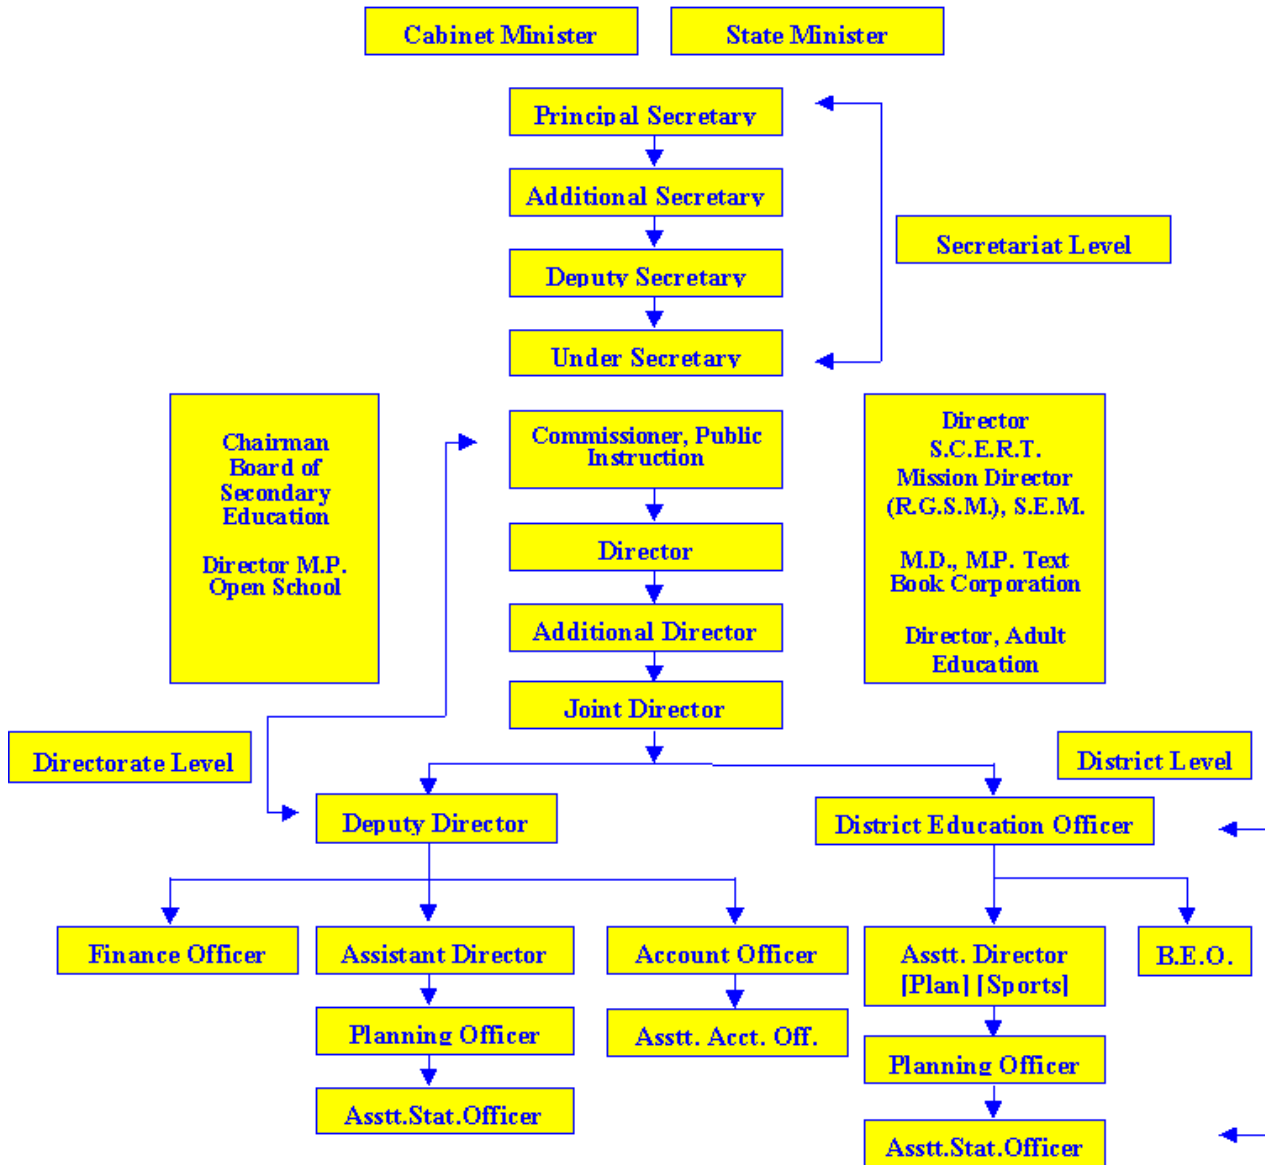 Cabinet Minister
State Minister
Principal Secretary
Additional Secretary
Secretariat Level
Deputy Secretary
Under Secretary
Chairman
Board of
Secondary
Education
Director M.P.
Open School
Commissioner, Public
Instruction
Director
S.C.E.R.T.
Mission Director
(R.G.S.M.), S.E.M.
M.D., M.P. Text
Book Corporation
Director, Adult
Education
Director
Additional Director
Joint Director
Directorate Level
District Level
Deputy Director
District Education Officer
Finance Officer
Assistant Director
Account Officer
Asstt. Director
[Plan] [Sports]
B.E.O.
Planning Officer
Asstt. Acct. Off.
Planning Officer
Asstt.Stat.Officer
Asstt.Stat.Officer